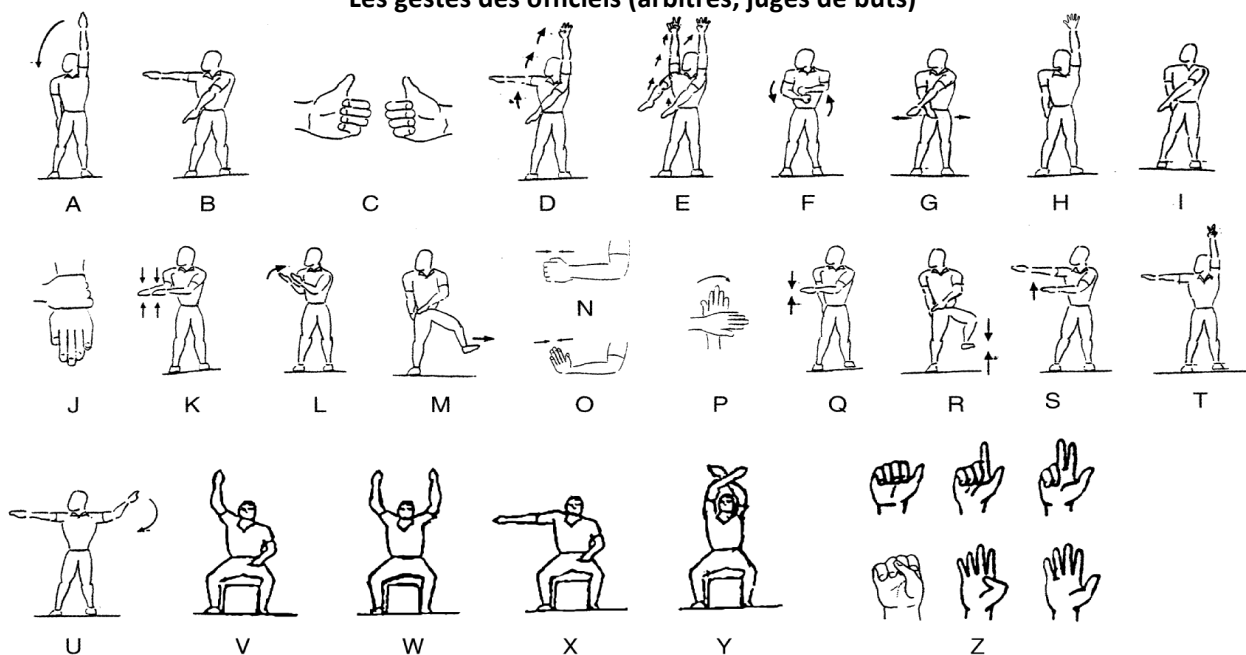 Les gestes des officiels (arbitres, juges de buts)
A B C D E F G H I
J K L M N O P Q R S T
U V W X Y Z